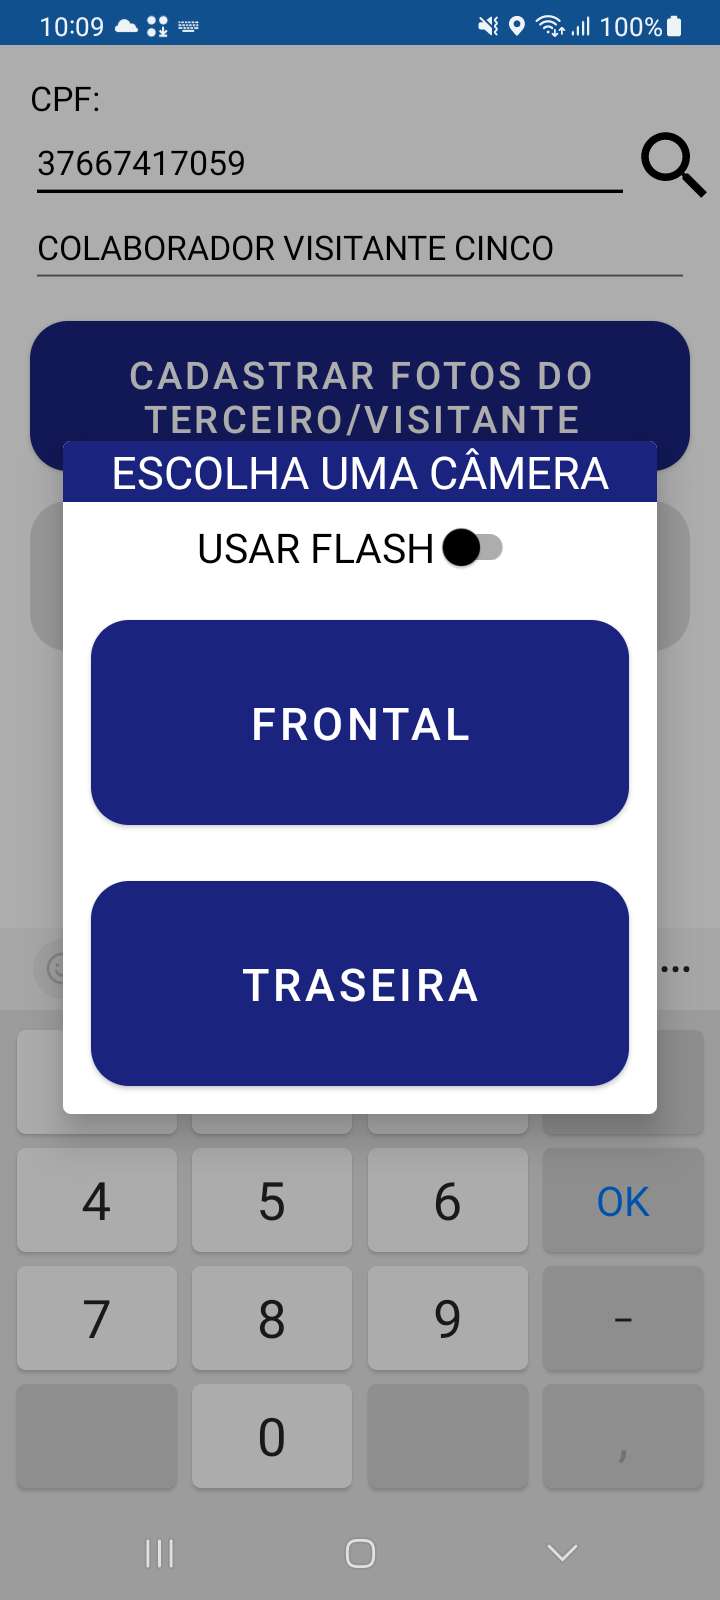 10:09 100%
CPF:
37667417059
COLABORADOR VISITANTE CINCO
CADASTRAR FOTOS DO
TERCEIRO/VISITANTE
ESCOLHA UMA CÂMERA
USAR FLASH
FRONTAL
TRASEIRA
4 5 6 OK
7 8 9 -
0 ,